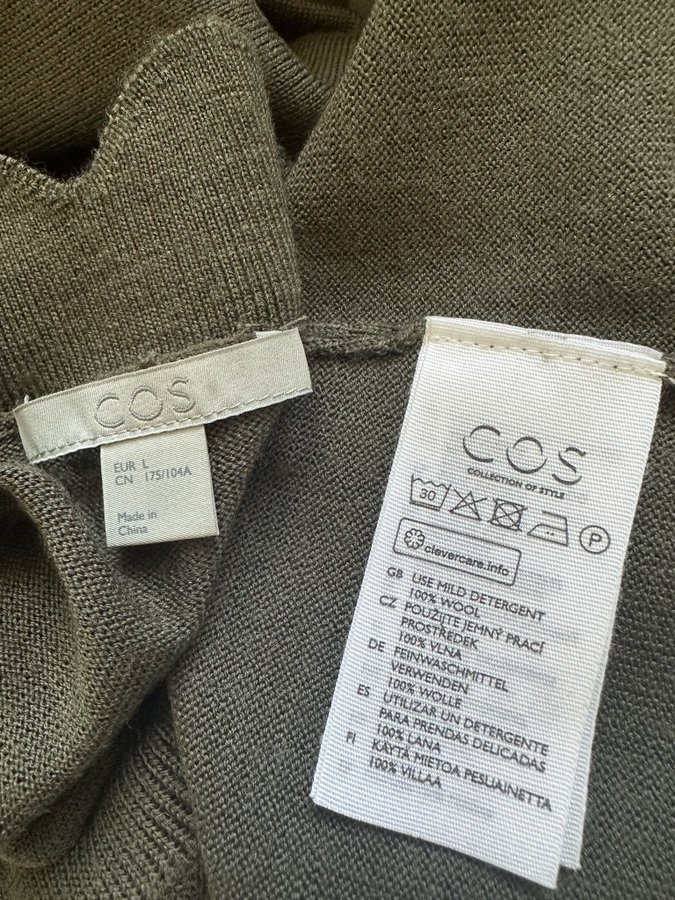 COS
EUR L
CN 175/104A
Made in
China
COS
COLLECTION OF STYLE
30
P
clevercare.info
GB USE MILD DETERGENT
100% WOOL
CZ POUŽIJTE JEMNÝ PRACÍ
PROSTŘEDEK
100% VLNA
DE FEINWASCHMITTEL
VERWENDEN
100% WOLLE
ES UTILIZAR UN DETERGENTE
PARA PRENDAS DELICADAS
100% LANA
FI KÄYTÄ MIETOA PESUAINETTA
100% VILLAA